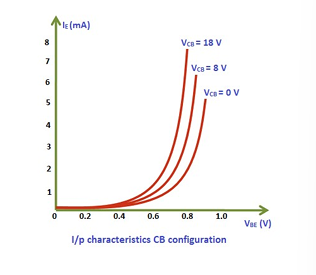 IE (mA)
8
7
6
5
4
3
2
1
VCB = 18 V
VCB = 8 V
VCB = 0 V
0 0.2 0.4 0.6 0.8 1.0
VBE (V)
I/p characteristics CB configuration